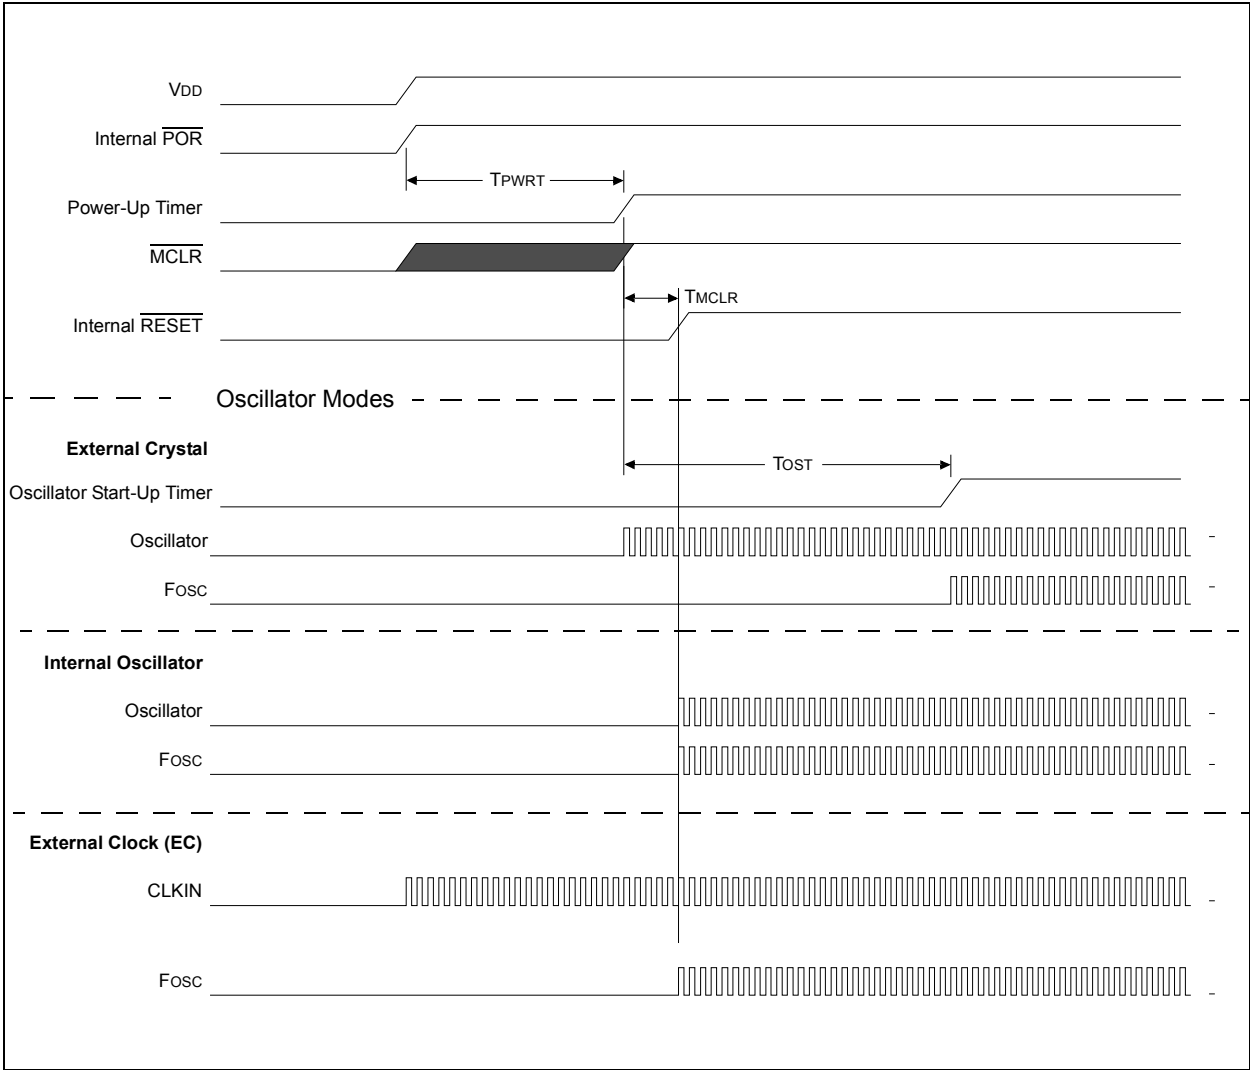 VDD
Internal POR
TPWRT
Power-Up Timer
MCLR
TMCLR
Internal RESET
Oscillator Modes
External Crystal
TOST
Oscillator Start-Up Timer
Oscillator
FOSC
Internal Oscillator
Oscillator
FOSC
External Clock (EC)
CLKIN
FOSC